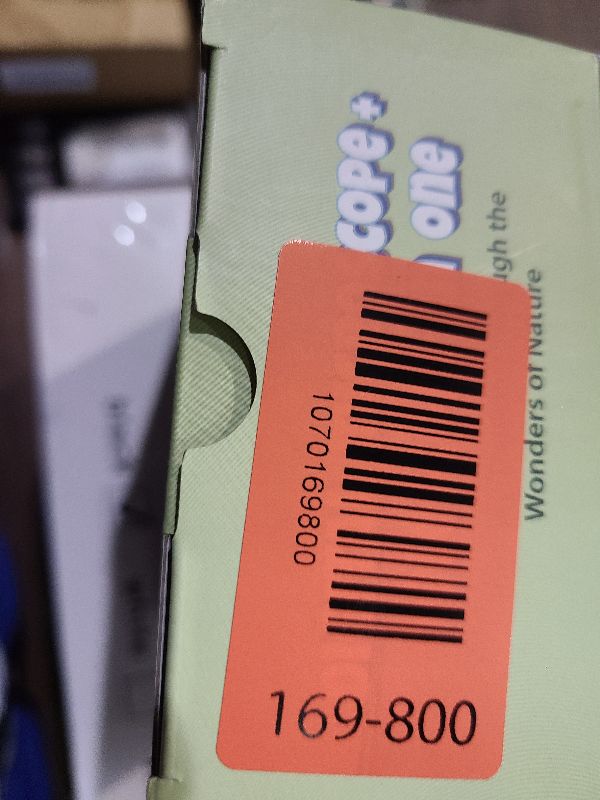 cope +
one
ugh the
Wonders of Nature
1070169800
169-800